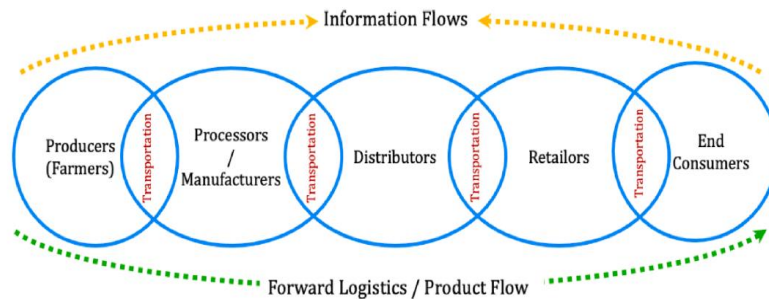 Information Flows
Producers
(Farmers)
Transportation
Processors
/
Manufacturers
Transportation
Distributors
Transportation
Retailors
Transportation
End
Consumers
Forward Logistics / Product Flow